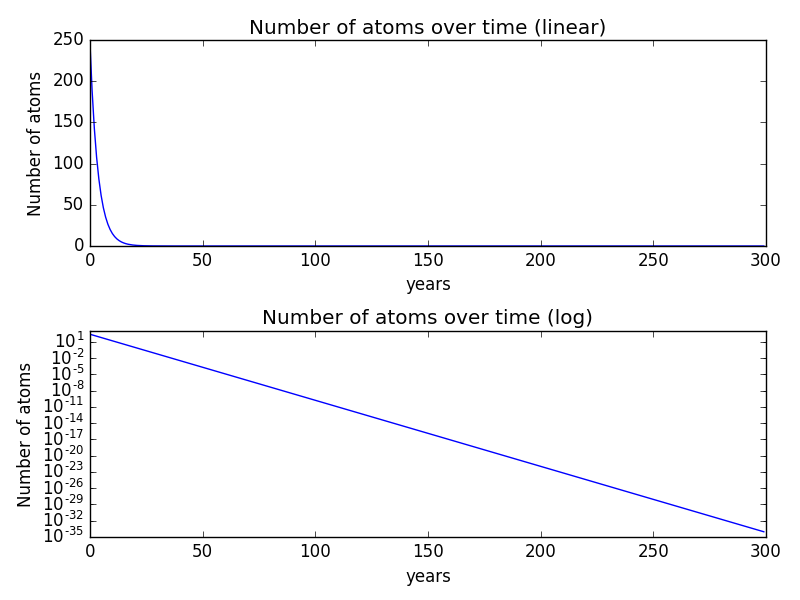 Number of atoms over time (linear)
250
200
150
100
50
0
Number of atoms
0 50 100 150 200 250 300
years
Number of atoms over time (log)
10^1
10^-2
10^-5
10^-8
10^-11
10^-14
10^-17
10^-20
10^-23
10^-26
10^-29
10^-32
10^-35
Number of atoms
0 50 100 150 200 250 300
years